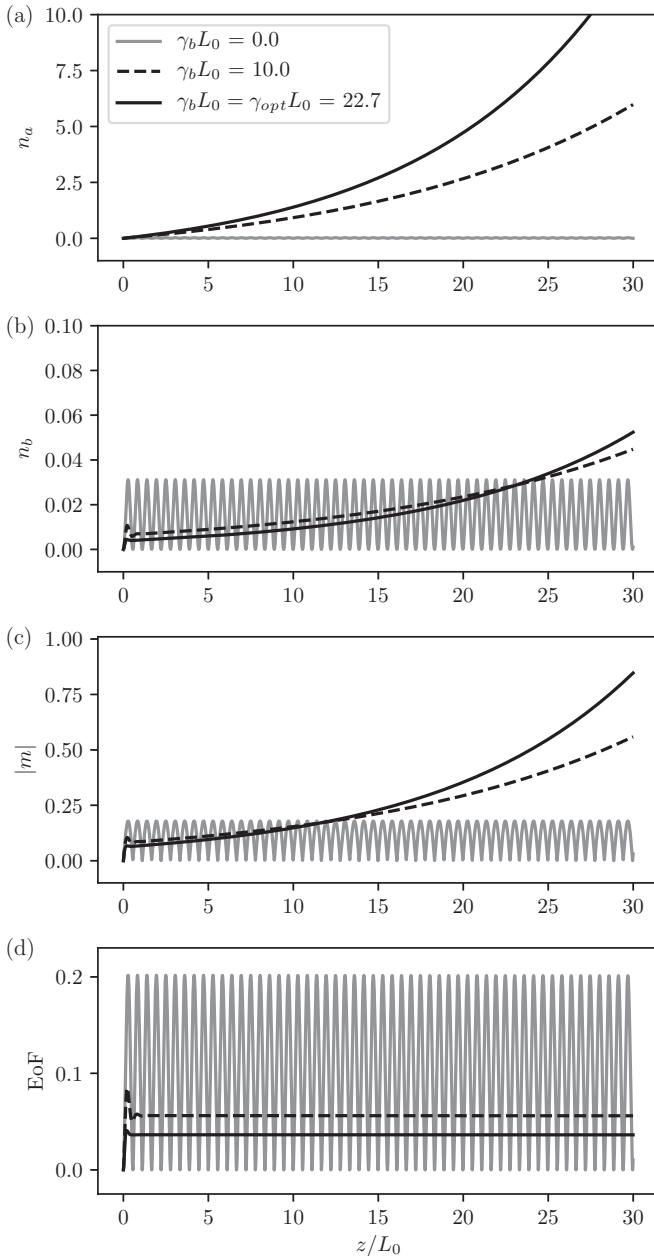 (a)
10.0
7.5
5.0
2.5
0.0
n_a
γ_b L_0 = 0.0
γ_b L_0 = 10.0
γ_b L_0 = γ_opt L_0 = 22.7
0 5 10 15 20 25 30
(b)
0.10
0.08
0.06
0.04
0.02
0.00
n_b
0 5 10 15 20 25 30
(c)
1.00
0.75
0.50
0.25
0.00
|m|
0 5 10 15 20 25 30
(d)
0.2
0.1
0.0
EoF
0 5 10 15 20 25 30
z/L_0